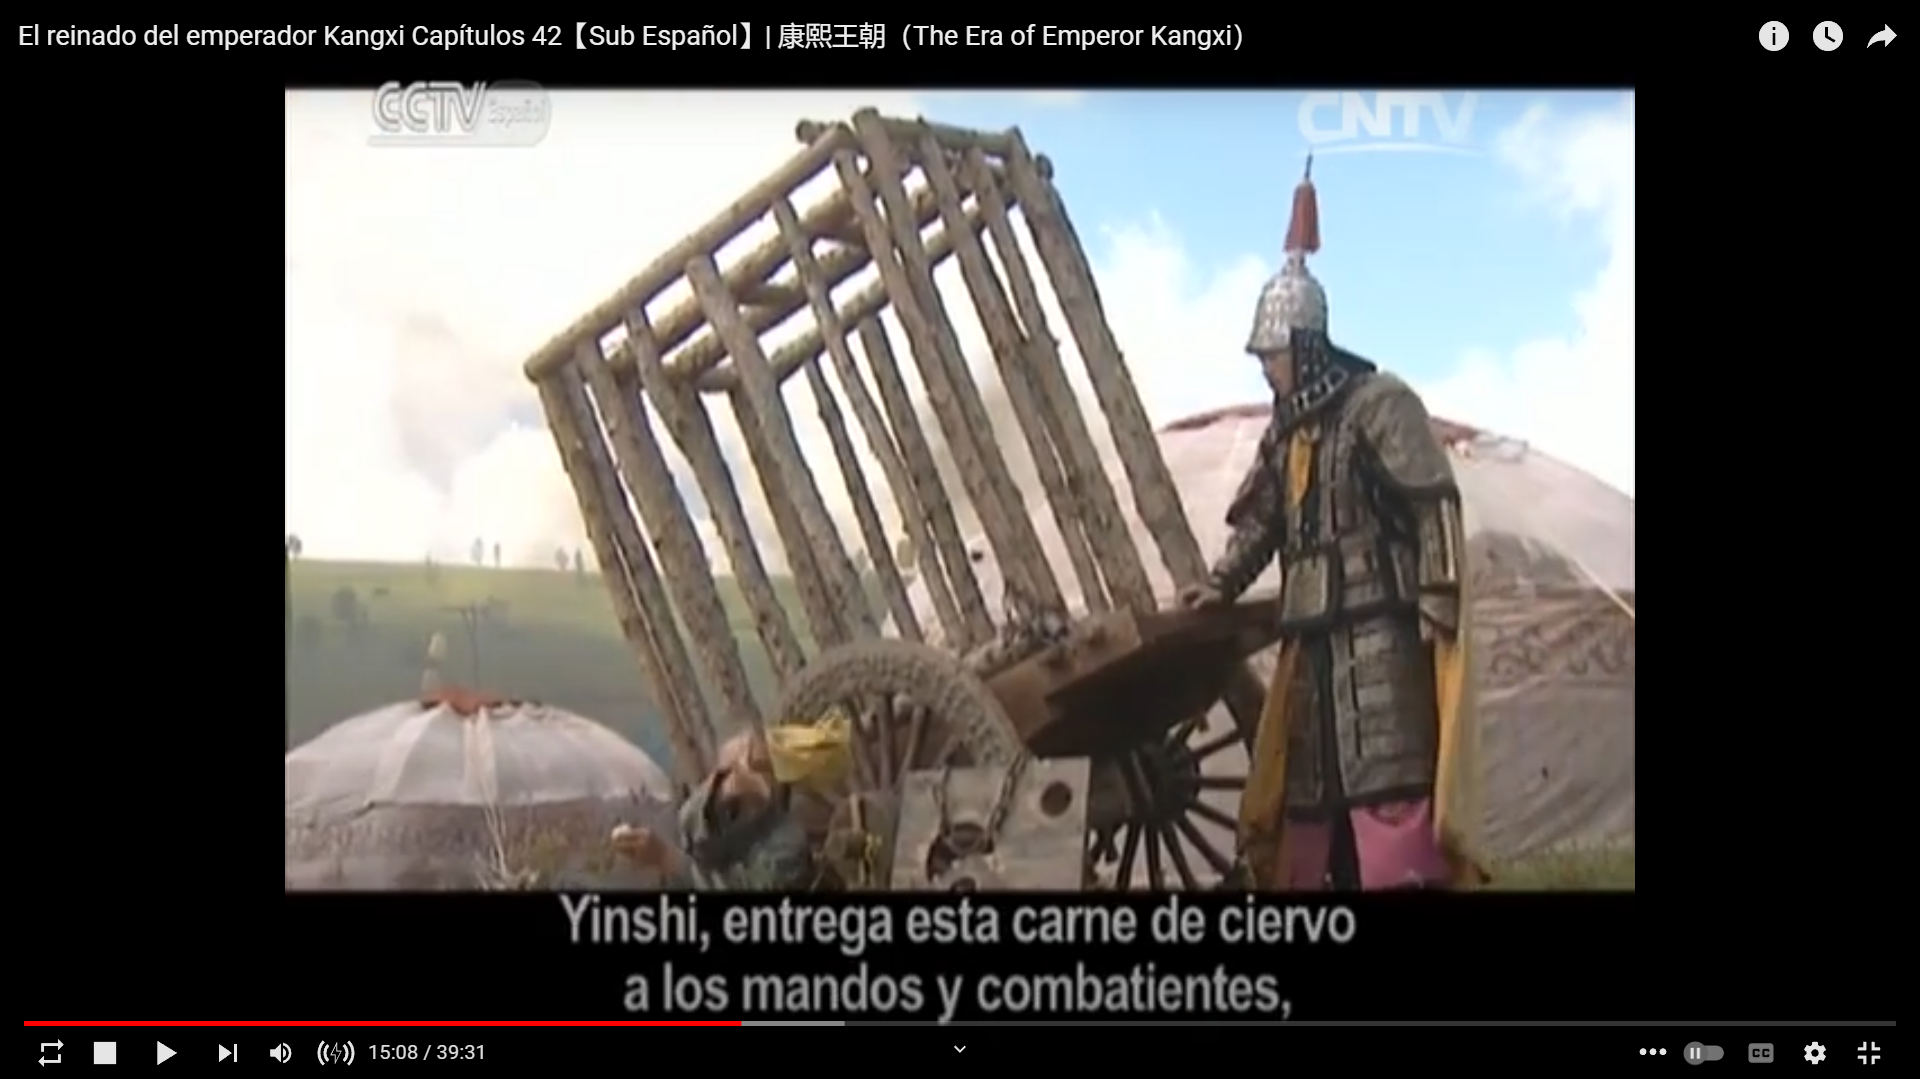 El reinado del emperador Kangxi Capítulos 42【Sub Español】| 康熙王朝（The Era of Emperor Kangxi）
CCTV Español
CNTV
Yinshi, entrega esta carne de ciervo
a los mandos y combatientes,
15:08 / 39:31
CC